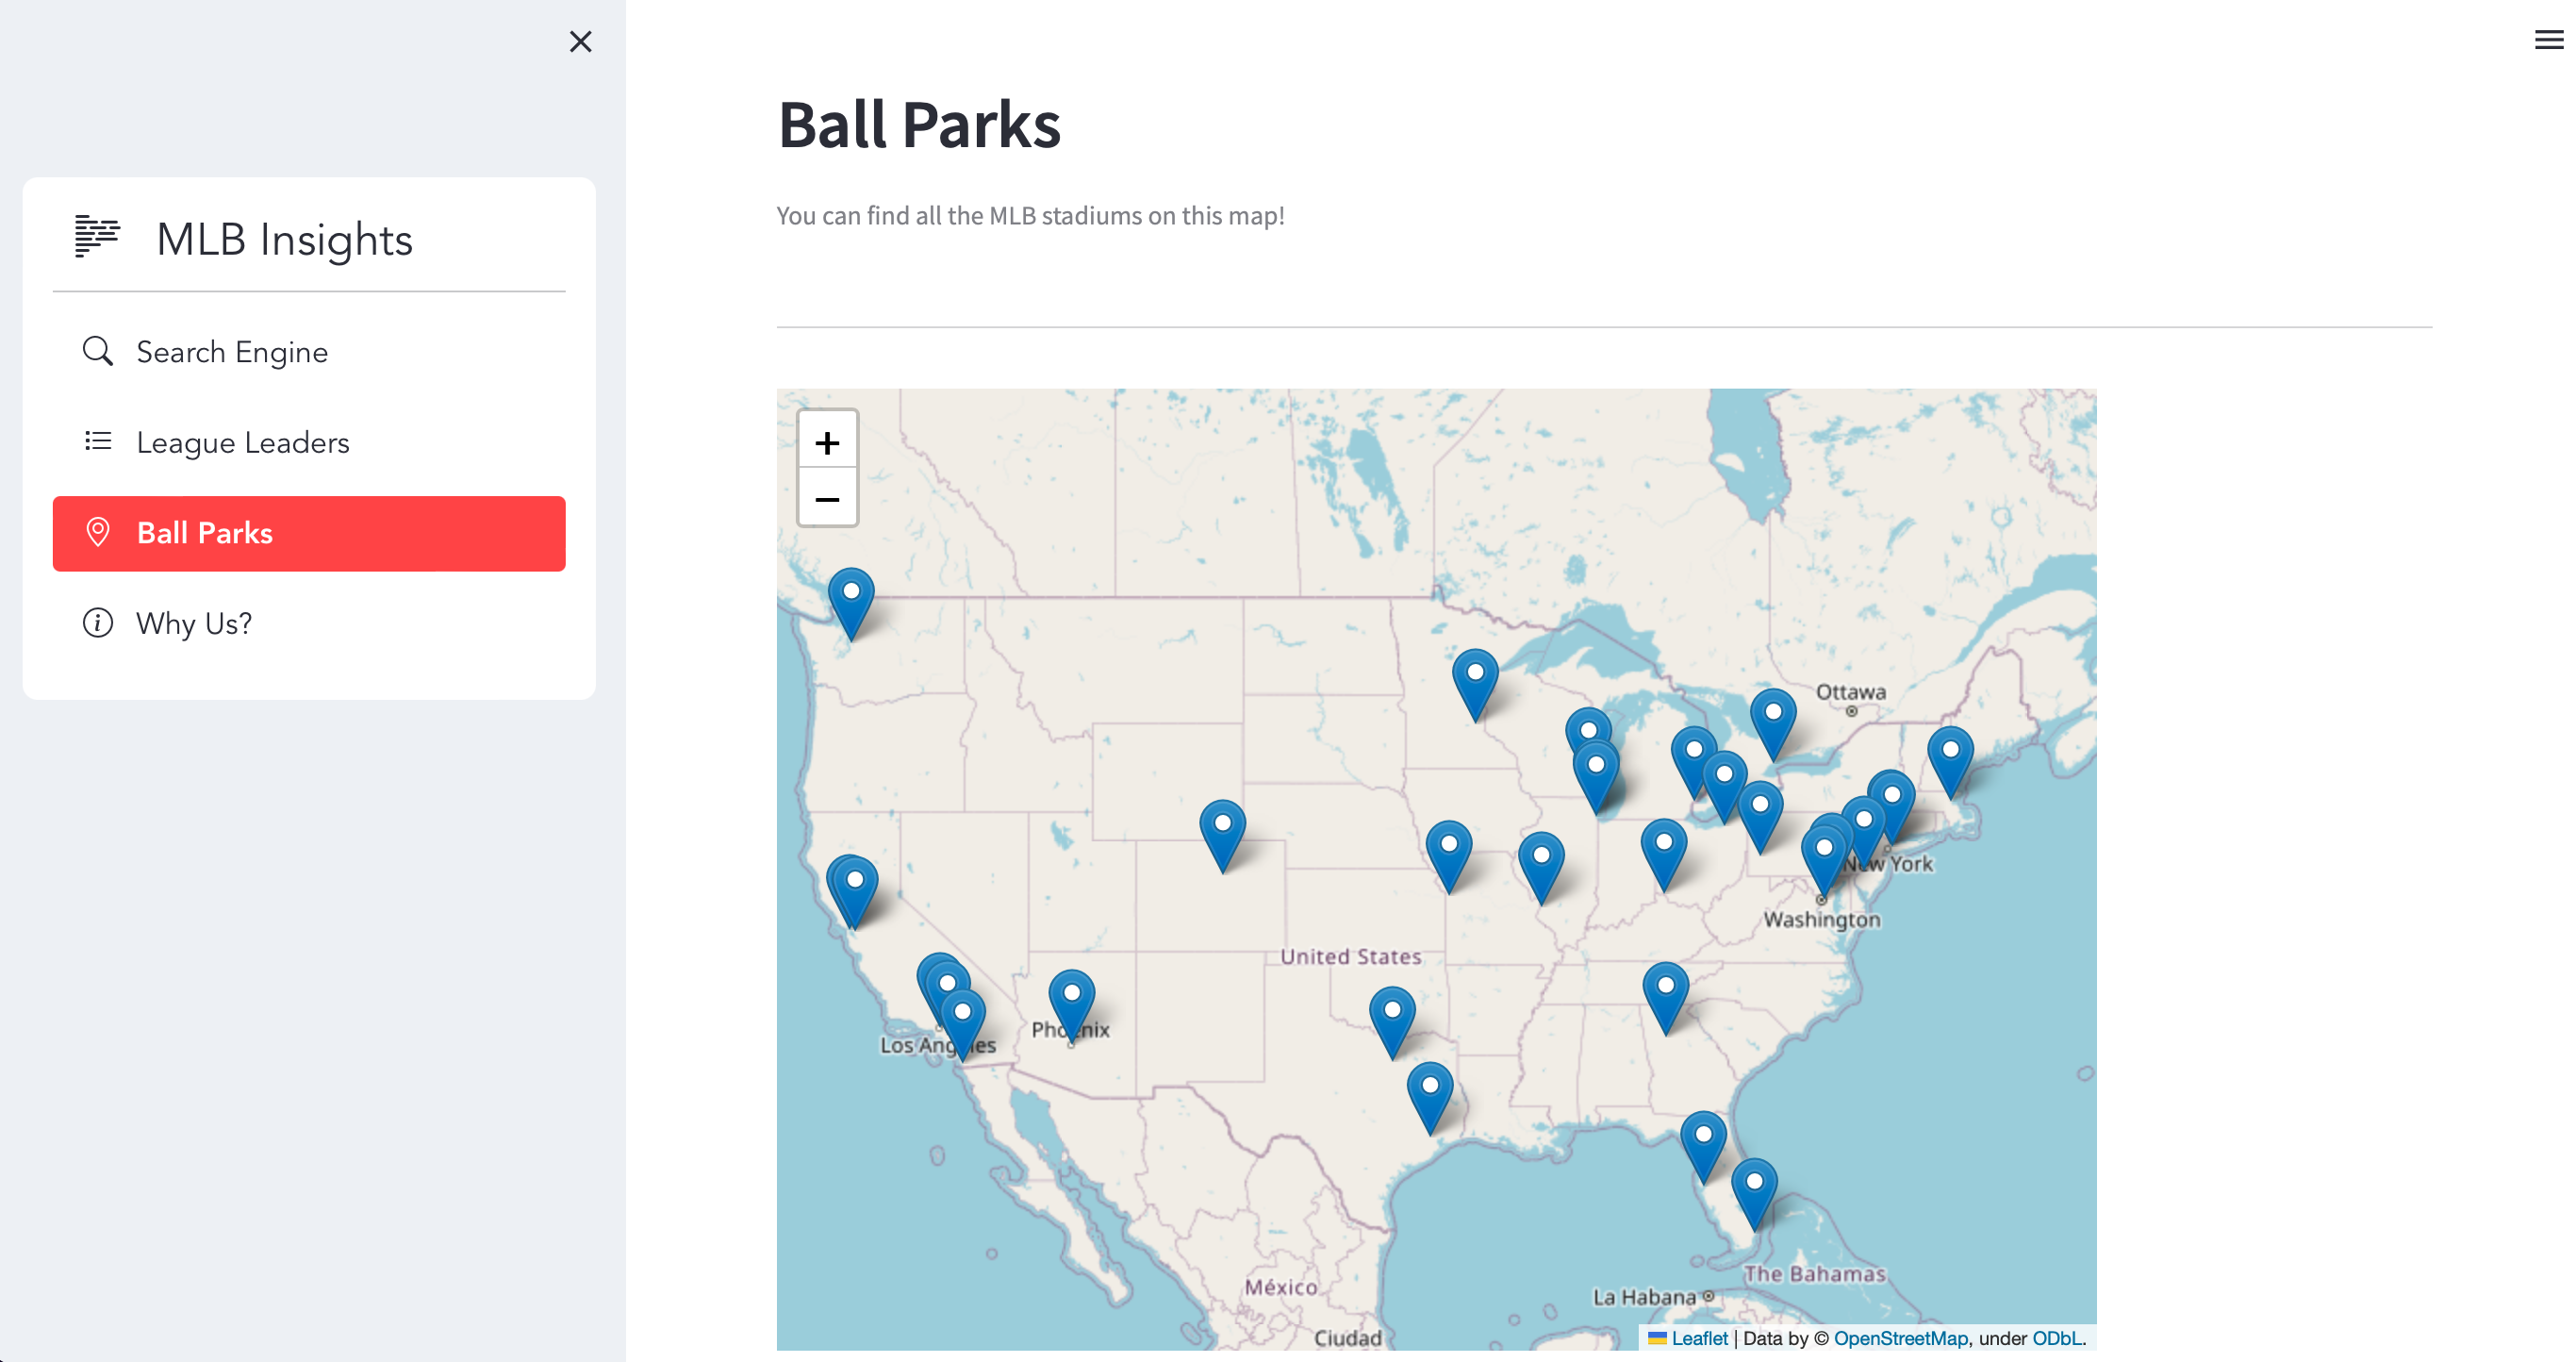 MLB Insights
Search Engine
League Leaders
Ball Parks
Why Us?
Ball Parks
You can find all the MLB stadiums on this map!
+
−
Ottawa
New York
Washington
United States
Phoenix
Los Angeles
The Bahamas
México
La Habana
Ciudad
Leaflet | Data by © OpenStreetMap, under ODbL.